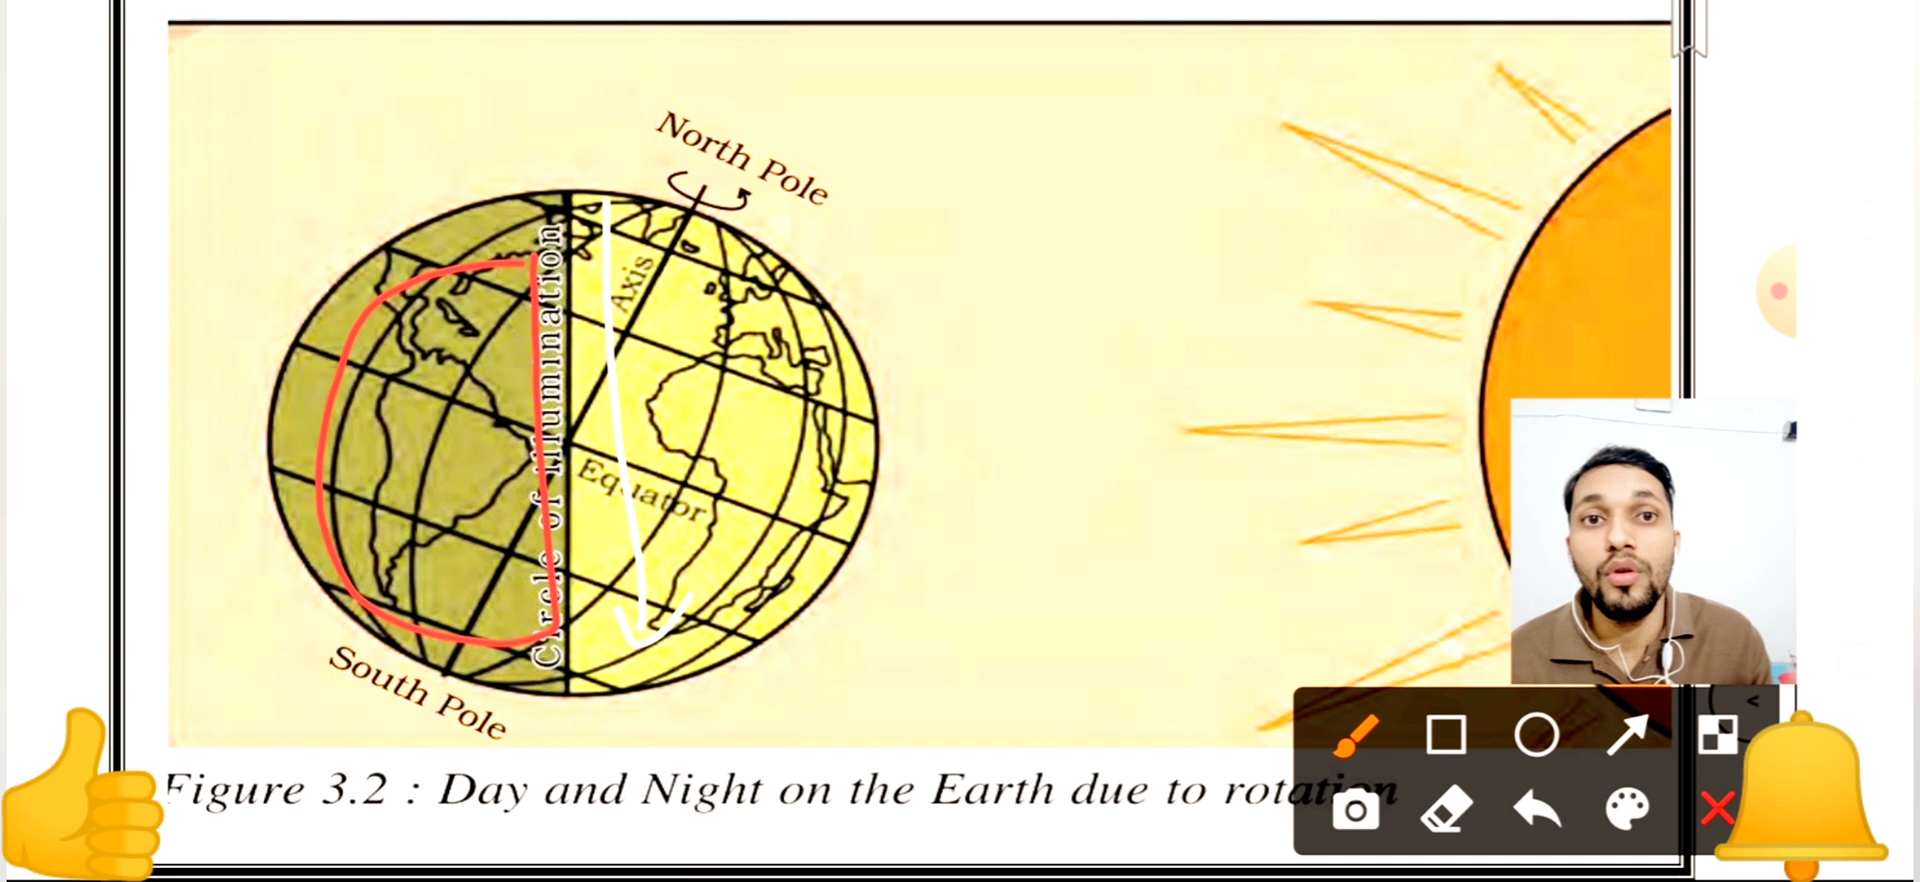 North Pole
Axis
Circle of illumination
Equator
South Pole
Figure 3.2 : Day and Night on the Earth due to rotation